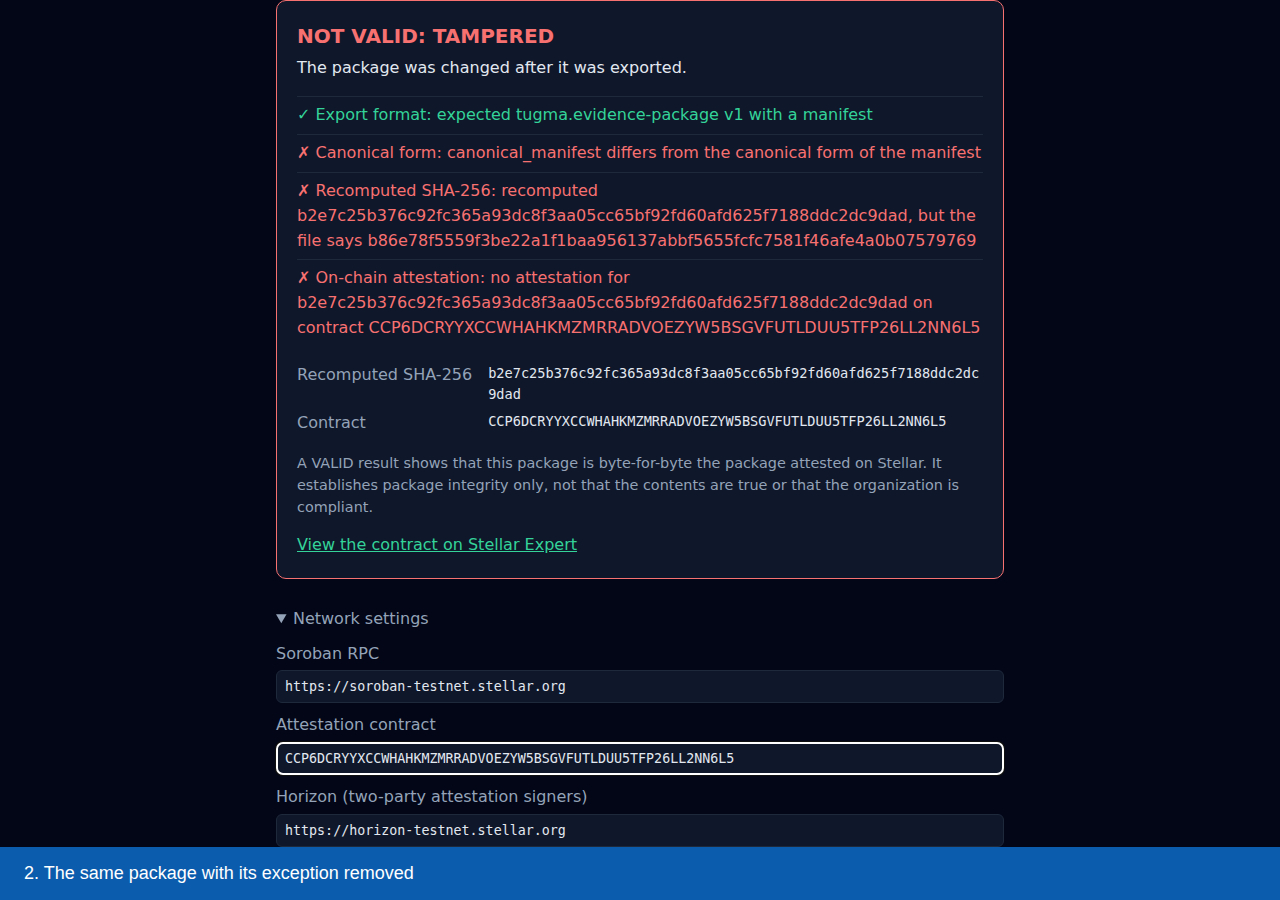 NOT VALID: TAMPERED
The package was changed after it was exported.
✓ Export format: expected tugma.evidence-package v1 with a manifest
✗ Canonical form: canonical_manifest differs from the canonical form of the manifest
✗ Recomputed SHA-256: recomputed
b2e7c25b376c92fc365a93dc8f3aa05cc65bf92fd60afd625f7188ddc2dc9dad, but the
file says b86e78f5559f3be22a1f1baa956137abbf5655fcfc7581f46afe4a0b07579769
✗ On-chain attestation: no attestation for
b2e7c25b376c92fc365a93dc8f3aa05cc65bf92fd60afd625f7188ddc2dc9dad on
contract CCP6DCRYYXCCWHAHKMZMRRADVOEZYW5BSGVFUTLDUU5TFP26LL2NN6L5
Recomputed SHA-256 b2e7c25b376c92fc365a93dc8f3aa05cc65bf92fd60afd625f7188ddc2dc
9dad
Contract CCP6DCRYYXCCWHAHKMZMRRADVOEZYW5BSGVFUTLDUU5TFP26LL2NN6L5
A VALID result shows that this package is byte-for-byte the package attested on Stellar. It
establishes package integrity only, not that the contents are true or that the organization is
compliant.
View the contract on Stellar Expert
▼ Network settings
Soroban RPC
https://soroban-testnet.stellar.org
Attestation contract
CCP6DCRYYXCCWHAHKMZMRRADVOEZYW5BSGVFUTLDUU5TFP26LL2NN6L5
Horizon (two-party attestation signers)
https://horizon-testnet.stellar.org
2. The same package with its exception removed